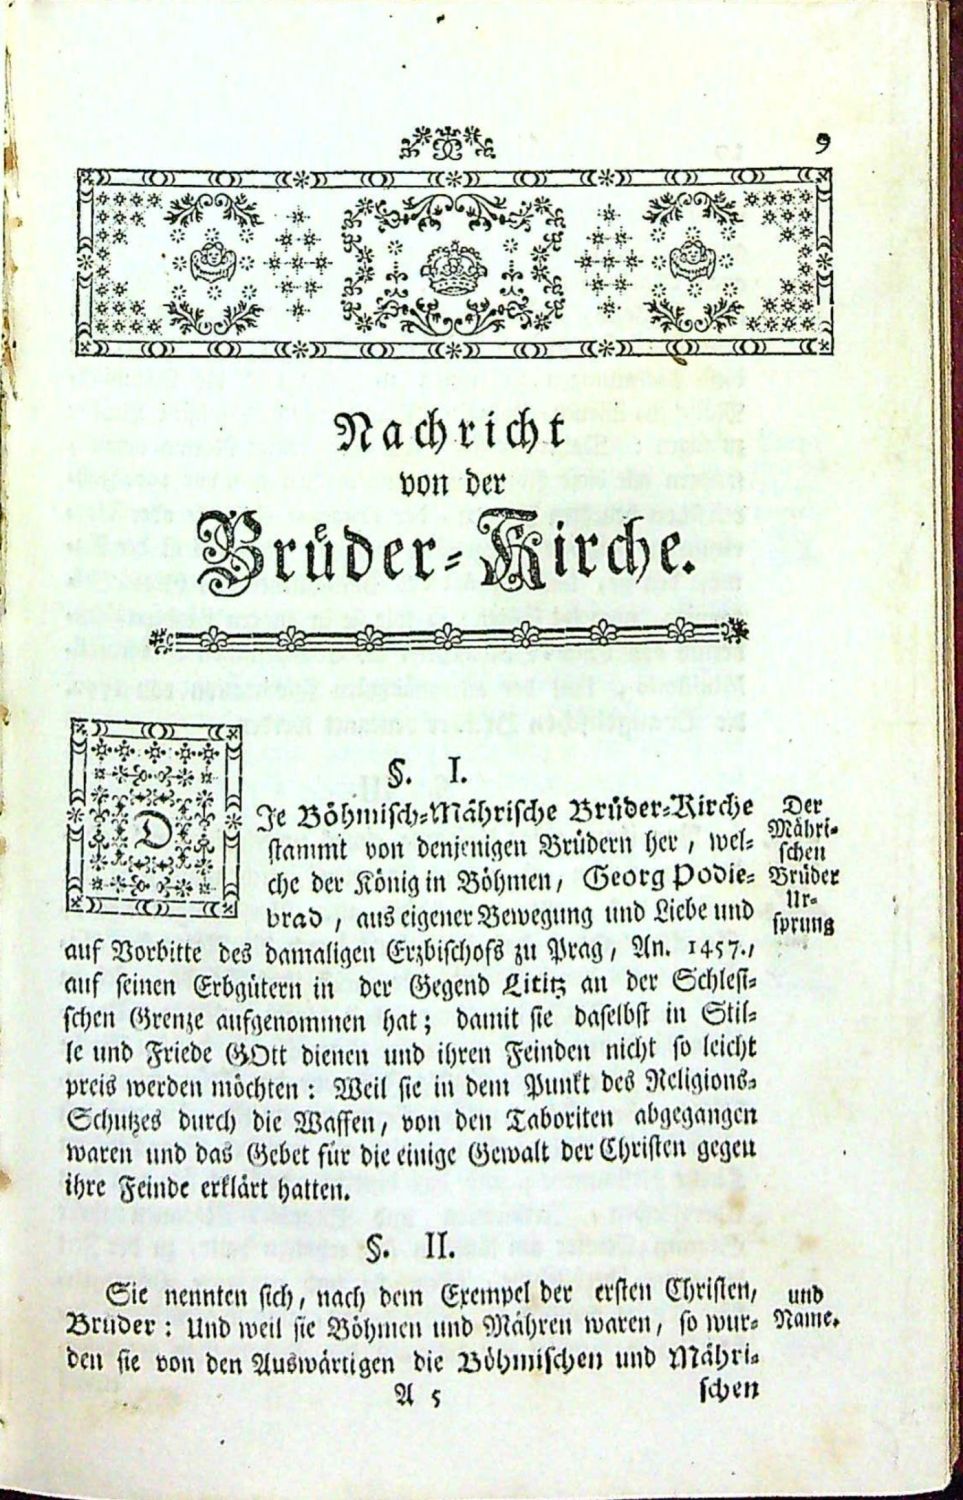 9
Nachricht
von der
Brüder-Kirche.
§. I.
DJe Böhmisch-Mährische Brüder-Kirche
stammt von denjenigen Brüdern her, wel-
che der König in Böhmen, Georg Podie-
brad, aus eigener Bewegung und Liebe und
auf Vorbitte des damaligen Erzbischofs zu Prag, An. 1457.,
auf seinen Erbgütern in der Gegend Lititz an der Schlesi-
schen Grenze aufgenommen hat; damit sie daselbst in Stil-
le und Friede GOtt dienen und ihren Feinden nicht so leicht
preis werden möchten: Weil sie in dem Punkt des Religions-
Schutzes durch die Waffen, von den Taboriten abgegangen
waren und das Gebet für die einige Gewalt der Christen gegen
ihre Feinde erklärt hatten.
Der
Mähri-
schen
Brüder
Ur-
sprung
§. II.
Sie nennten sich, nach dem Exempel der ersten Christen,
Brüder: Und weil sie Böhmen und Mähren waren, so wur-
den sie von den Auswärtigen die Böhmischen und Mähri-
und
Name.
A 5
schen